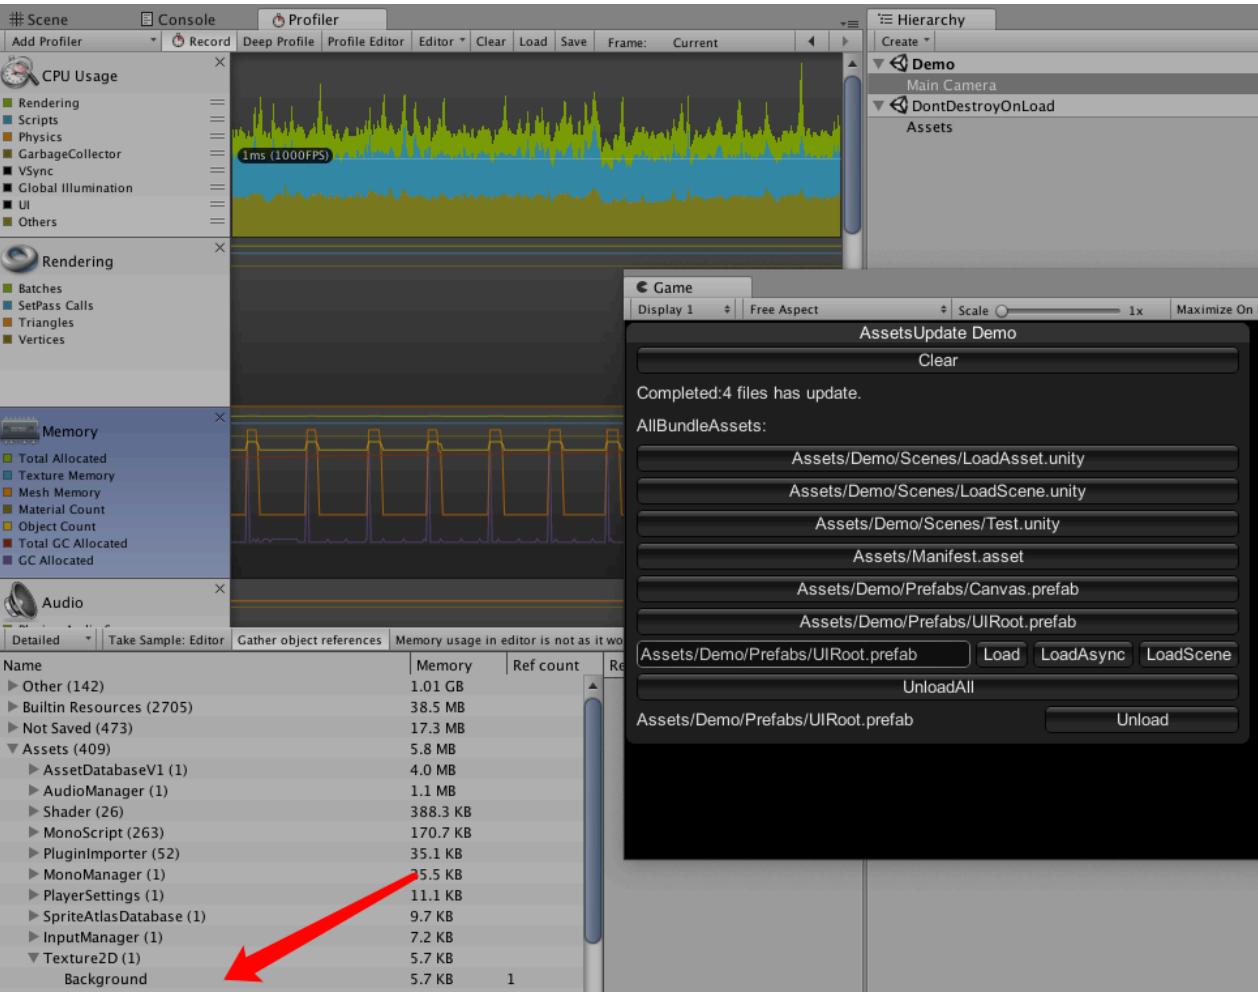 Scene
Console
Profiler
Add Profiler
Record
Deep Profile
Profile Editor
Editor
Clear
Load
Save
Frame:
Current
CPU Usage
Rendering
Scripts
Physics
GarbageCollector
VSync
Global Illumination
UI
Others
1ms (1000FPS)
Rendering
Batches
SetPass Calls
Triangles
Vertices
Memory
Total Allocated
Texture Memory
Mesh Memory
Material Count
Object Count
Total GC Allocated
GC Allocated
Audio
Detailed
Take Sample: Editor
Gather object references
Memory usage in editor is not as it wo
Name Memory Ref count Re
Other (142) 1.01 GB
Builtin Resources (2705) 38.5 MB
Not Saved (473) 17.3 MB
Assets (409) 5.8 MB
AssetDatabaseV1 (1) 4.0 MB
AudioManager (1) 1.1 MB
Shader (26) 388.3 KB
MonoScript (263) 170.7 KB
PluginImporter (52) 35.1 KB
MonoManager (1) 25.5 KB
PlayerSettings (1) 11.1 KB
SpriteAtlasDatabase (1) 9.7 KB
InputManager (1) 7.2 KB
Texture2D (1) 5.7 KB
Background 5.7 KB 1
Hierarchy
Create
Demo
Main Camera
DontDestroyOnLoad
Assets
Game
Display 1
Free Aspect
Scale
1x
Maximize On
AssetsUpdate Demo
Clear
Completed:4 files has update.
AllBundleAssets:
Assets/Demo/Scenes/LoadAsset.unity
Assets/Demo/Scenes/LoadScene.unity
Assets/Demo/Scenes/Test.unity
Assets/Manifest.asset
Assets/Demo/Prefabs/Canvas.prefab
Assets/Demo/Prefabs/UIRoot.prefab
Assets/Demo/Prefabs/UIRoot.prefab
Load
LoadAsync
LoadScene
UnloadAll
Assets/Demo/Prefabs/UIRoot.prefab
Unload